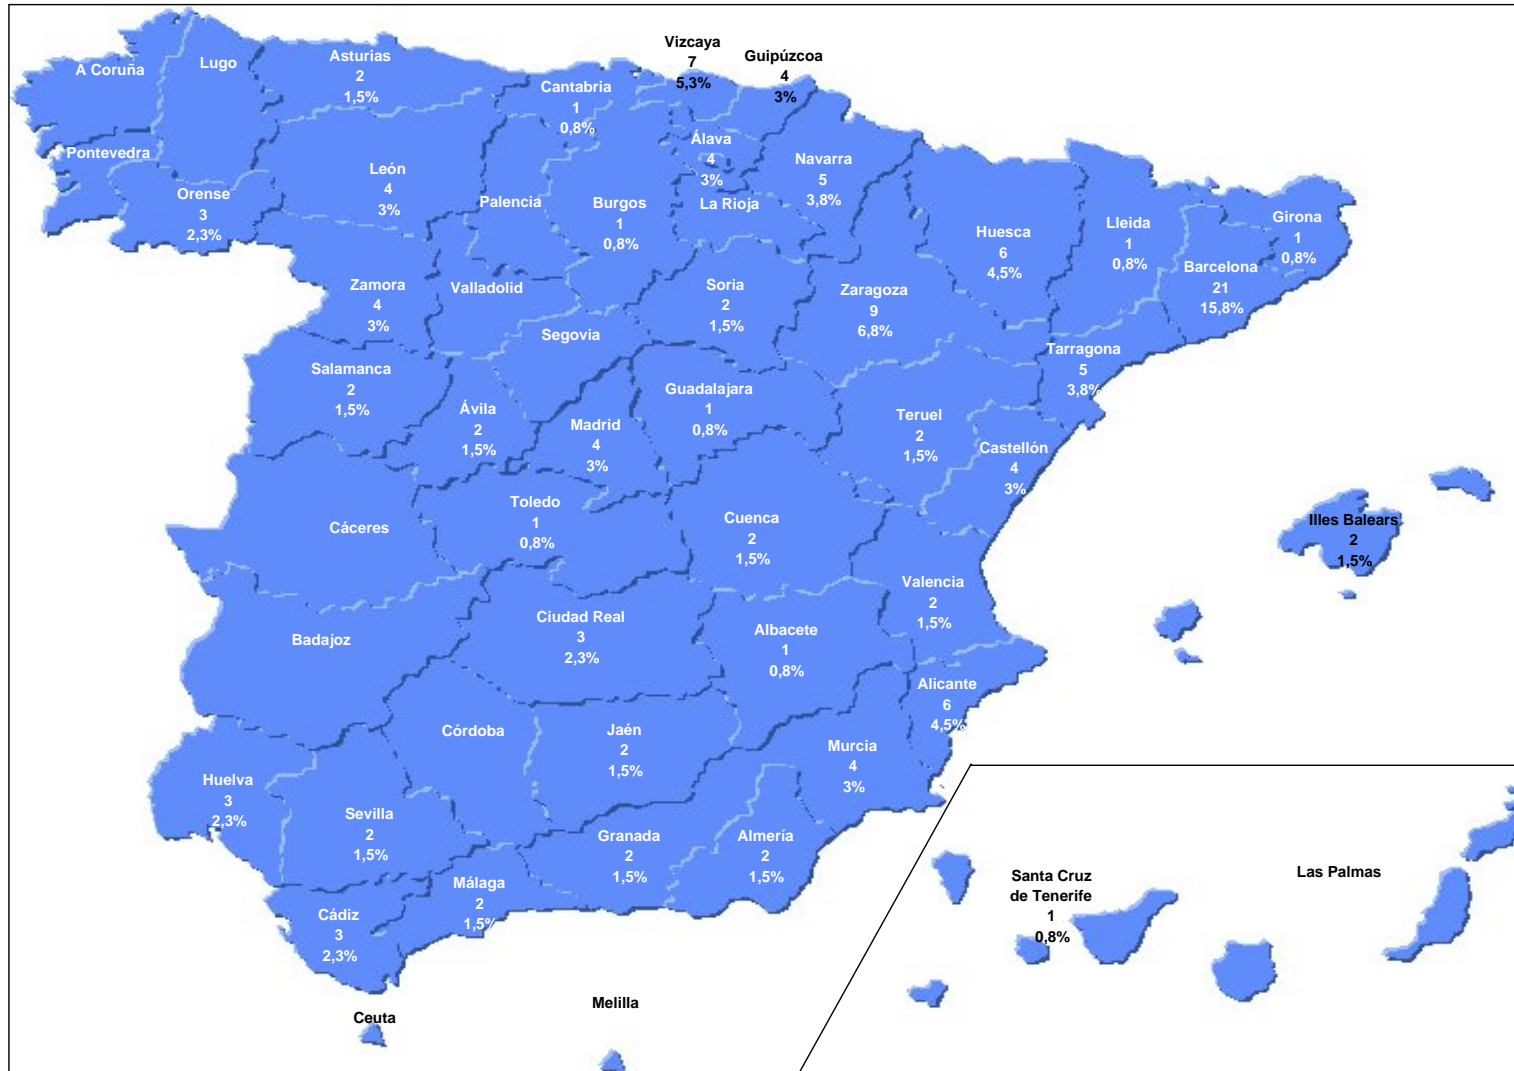 A Coruña
Lugo
Asturias
2
1,5%
Cantabria
1
0,8%
Vizcaya
7
5,3%
Guipúzcoa
4
3%
Pontevedra
Orense
3
2,3%
León
4
3%
Palencia
Burgos
1
0,8%
Álava
4
3%
La Rioja
Navarra
5
3,8%
Huesca
6
4,5%
Lleida
1
0,8%
Girona
1
0,8%
Barcelona
21
15,8%
Zamora
4
3%
Valladolid
Segovia
Soria
2
1,5%
Zaragoza
9
6,8%
Tarragona
5
3,8%
Salamanca
2
1,5%
Ávila
2
1,5%
Madrid
4
3%
Guadalajara
1
0,8%
Teruel
2
1,5%
Castellón
4
3%
Cáceres
Toledo
1
0,8%
Cuenca
2
1,5%
Valencia
2
1,5%
Illes Balears
2
1,5%
Badajoz
Ciudad Real
3
2,3%
Albacete
1
0,8%
Alicante
6
4,5%
Córdoba
Jaén
2
1,5%
Murcia
4
3%
Huelva
3
2,3%
Sevilla
2
1,5%
Granada
2
1,5%
Almería
2
1,5%
Málaga
2
1,5%
Cádiz
3
2,3%
Santa Cruz
de Tenerife
1
0,8%
Las Palmas
Ceuta
Melilla